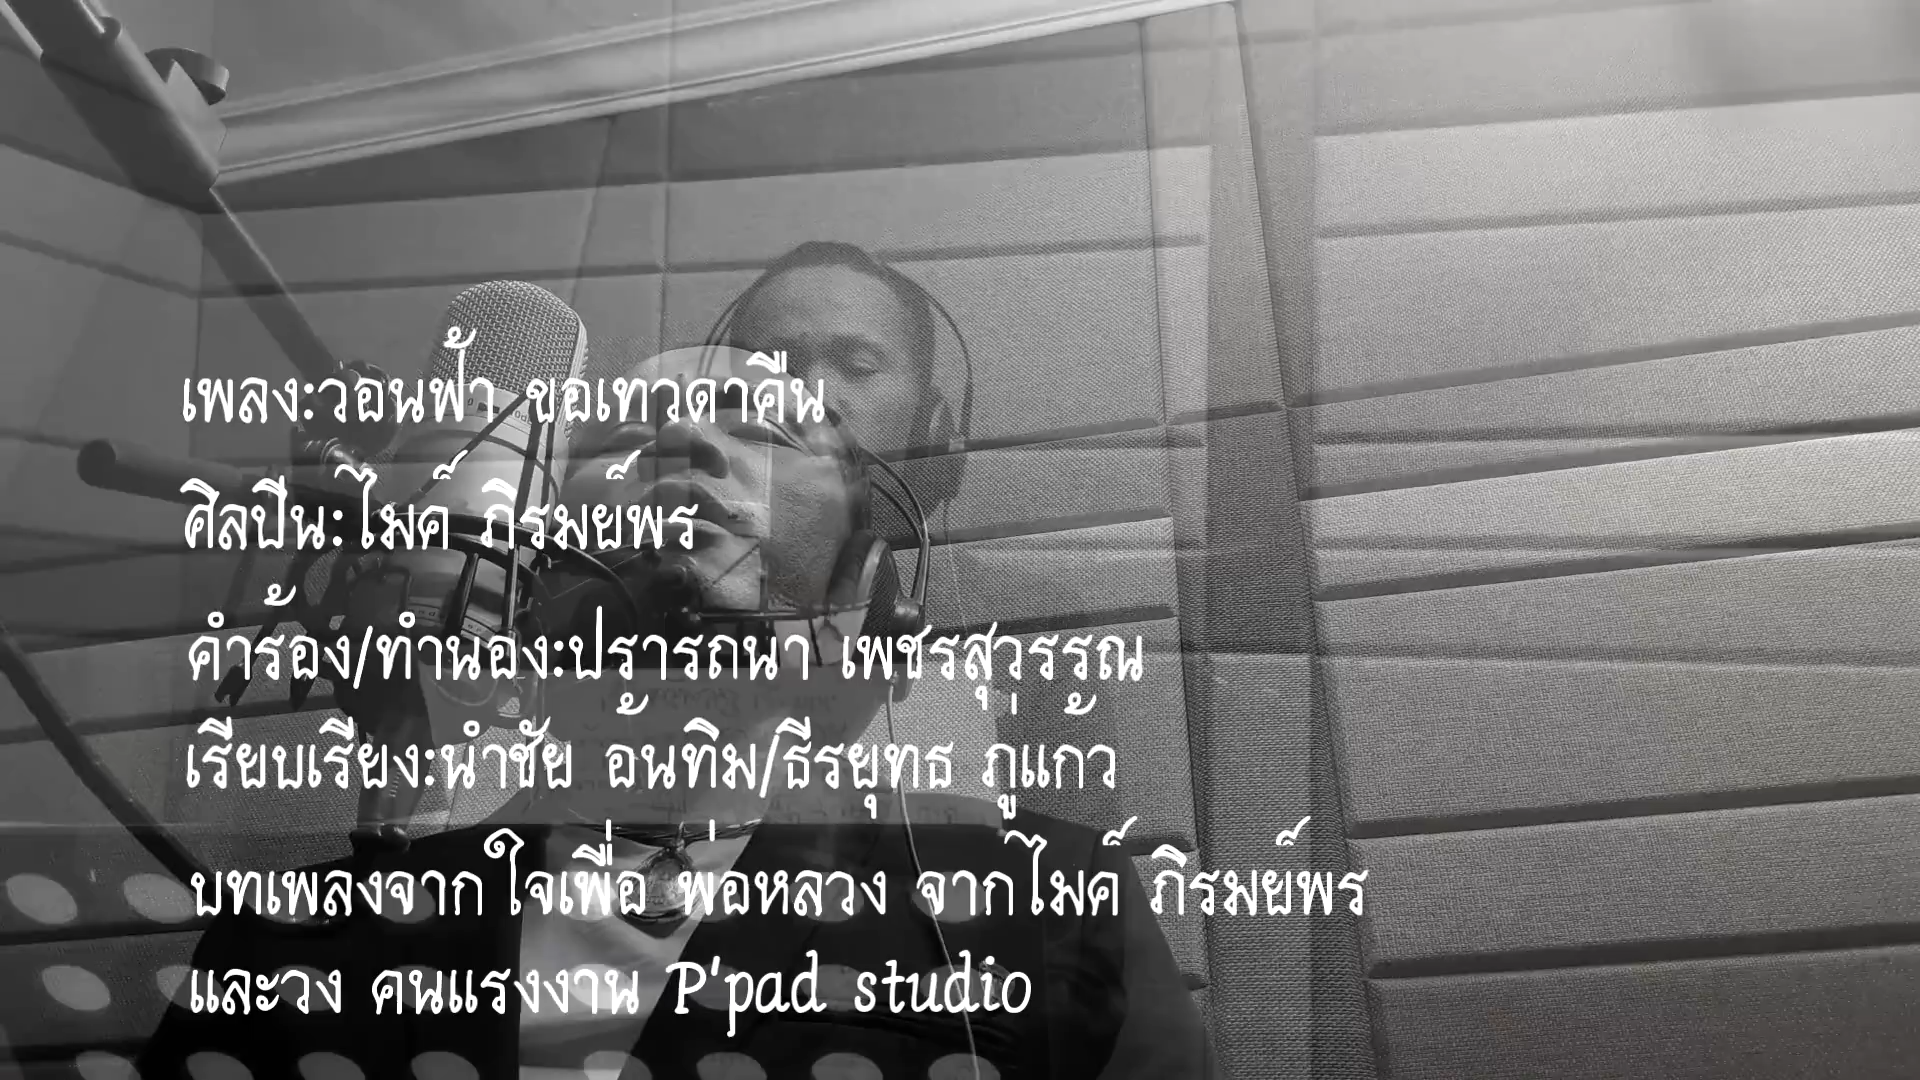 เพลง:วอนฟ้า ขอเทวดาคืน
ศิลปิน:ไมค์ ภิรมย์พร
คำร้อง/ทำนอง:ปรารถนา เพชรสุวรรณ
เรียบเรียง:นำชัย อ้นทิม/ธีรยุทธ ภู่แก้ว
บทเพลงจาก ใจเพื่อ พ่อหลวง จากไมค์ ภิรมย์พร
และวง คนแรงงาน P'pad studio